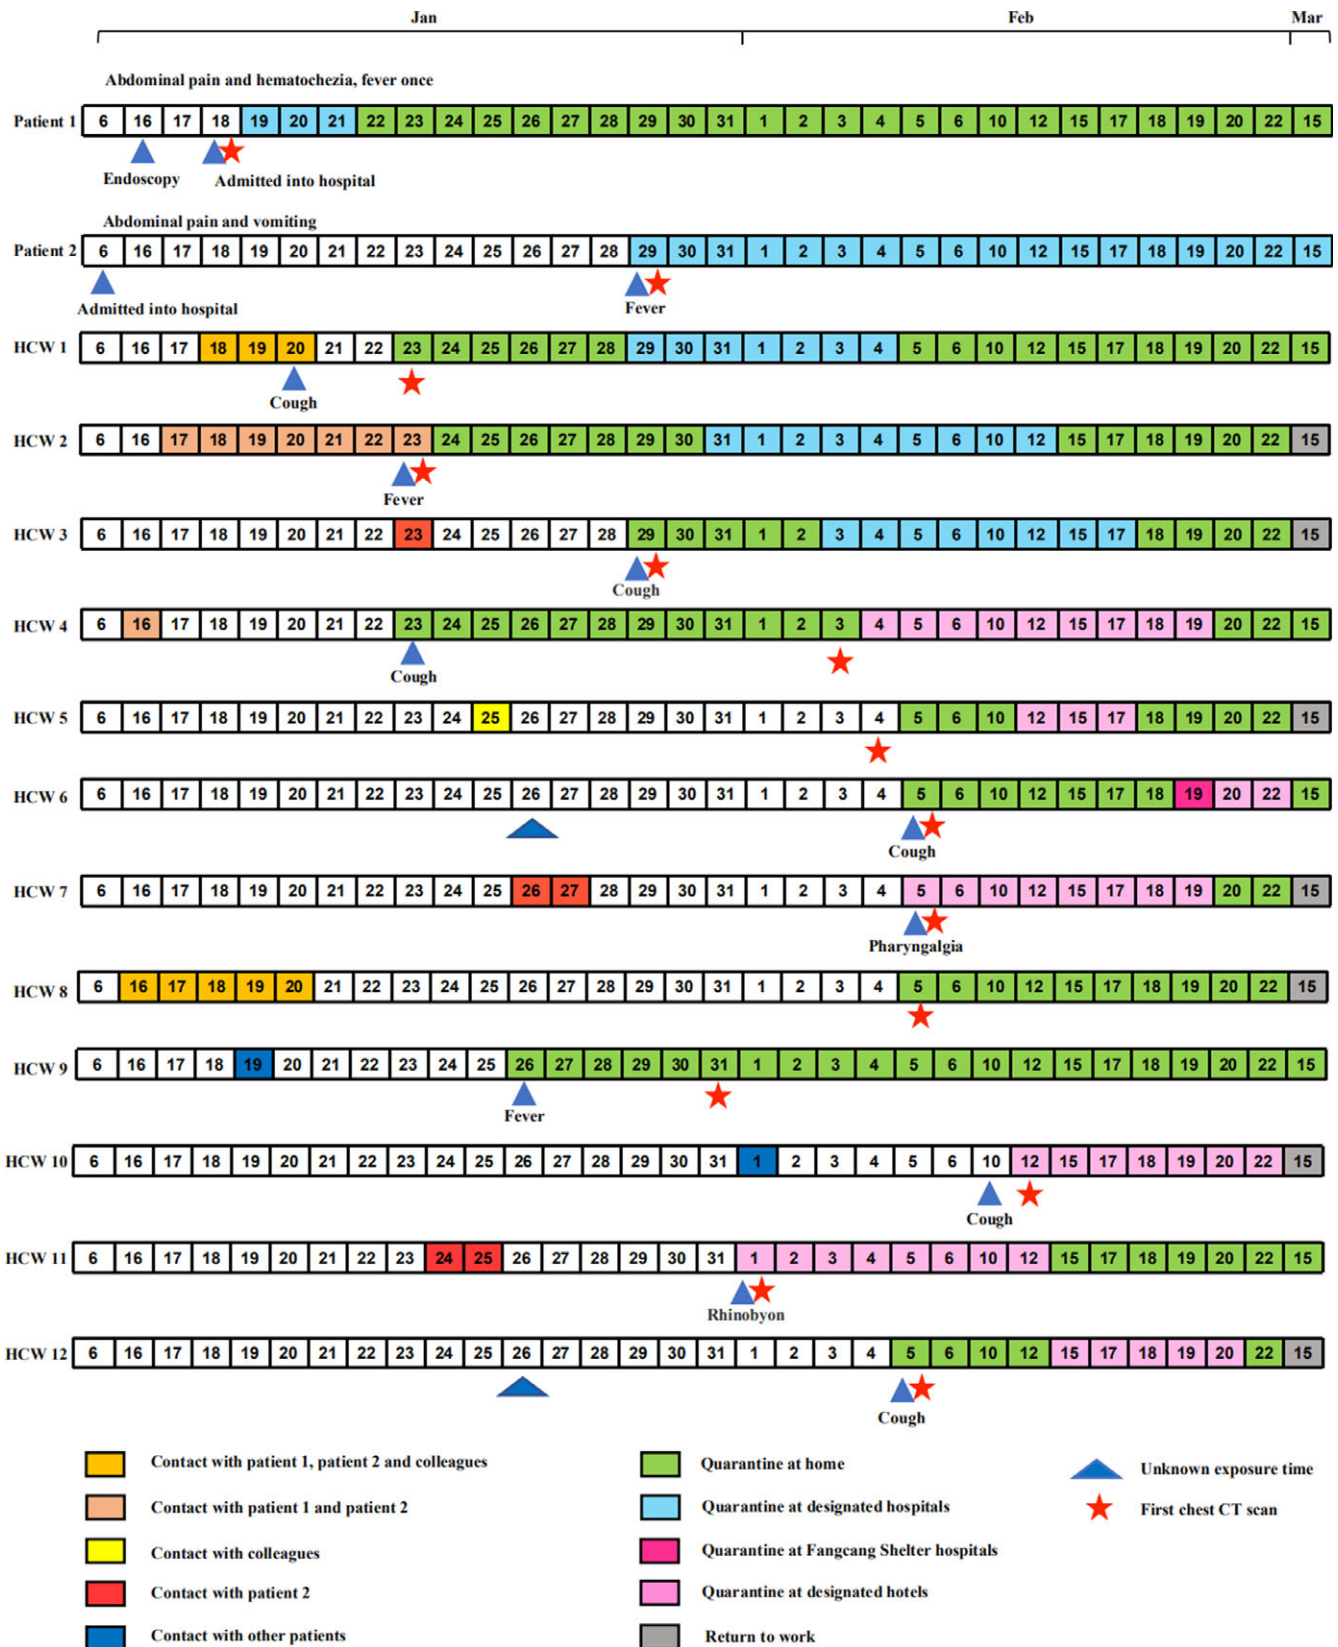 Jan Feb Mar
Abdominal pain and hematochezia, fever once
Patient 1 6 16 17 18 19 20 21 22 23 24 25 26 27 28 29 30 31 1 2 3 4 5 6 10 12 15 17 18 19 20 22 15
Endoscopy Admitted into hospital
Abdominal pain and vomiting
Patient 2 6 16 17 18 19 20 21 22 23 24 25 26 27 28 29 30 31 1 2 3 4 5 6 10 12 15 17 18 19 20 22 15
Admitted into hospital Fever
HCW 1 6 16 17 18 19 20 21 22 23 24 25 26 27 28 29 30 31 1 2 3 4 5 6 10 12 15 17 18 19 20 22 15
Cough
HCW 2 6 16 17 18 19 20 21 22 23 24 25 26 27 28 29 30 31 1 2 3 4 5 6 10 12 15 17 18 19 20 22 15
Fever
HCW 3 6 16 17 18 19 20 21 22 23 24 25 26 27 28 29 30 31 1 2 3 4 5 6 10 12 15 17 18 19 20 22 15
Cough
HCW 4 6 16 17 18 19 20 21 22 23 24 25 26 27 28 29 30 31 1 2 3 4 5 6 10 12 15 17 18 19 20 22 15
Cough
HCW 5 6 16 17 18 19 20 21 22 23 24 25 26 27 28 29 30 31 1 2 3 4 5 6 10 12 15 17 18 19 20 22 15
HCW 6 6 16 17 18 19 20 21 22 23 24 25 26 27 28 29 30 31 1 2 3 4 5 6 10 12 15 17 18 19 20 22 15
Cough
HCW 7 6 16 17 18 19 20 21 22 23 24 25 26 27 28 29 30 31 1 2 3 4 5 6 10 12 15 17 18 19 20 22 15
Pharyngalgia
HCW 8 6 16 17 18 19 20 21 22 23 24 25 26 27 28 29 30 31 1 2 3 4 5 6 10 12 15 17 18 19 20 22 15
HCW 9 6 16 17 18 19 20 21 22 23 24 25 26 27 28 29 30 31 1 2 3 4 5 6 10 12 15 17 18 19 20 22 15
Fever
HCW 10 6 16 17 18 19 20 21 22 23 24 25 26 27 28 29 30 31 1 2 3 4 5 6 10 12 15 17 18 19 20 22 15
Cough
HCW 11 6 16 17 18 19 20 21 22 23 24 25 26 27 28 29 30 31 1 2 3 4 5 6 10 12 15 17 18 19 20 22 15
Rhinobyon
HCW 12 6 16 17 18 19 20 21 22 23 24 25 26 27 28 29 30 31 1 2 3 4 5 6 10 12 15 17 18 19 20 22 15
Cough
Contact with patient 1, patient 2 and colleagues
Contact with patient 1 and patient 2
Contact with colleagues
Contact with patient 2
Contact with other patients
Quarantine at home
Quarantine at designated hospitals
Quarantine at Fangcang Shelter hospitals
Quarantine at designated hotels
Return to work
Unknown exposure time
First chest CT scan